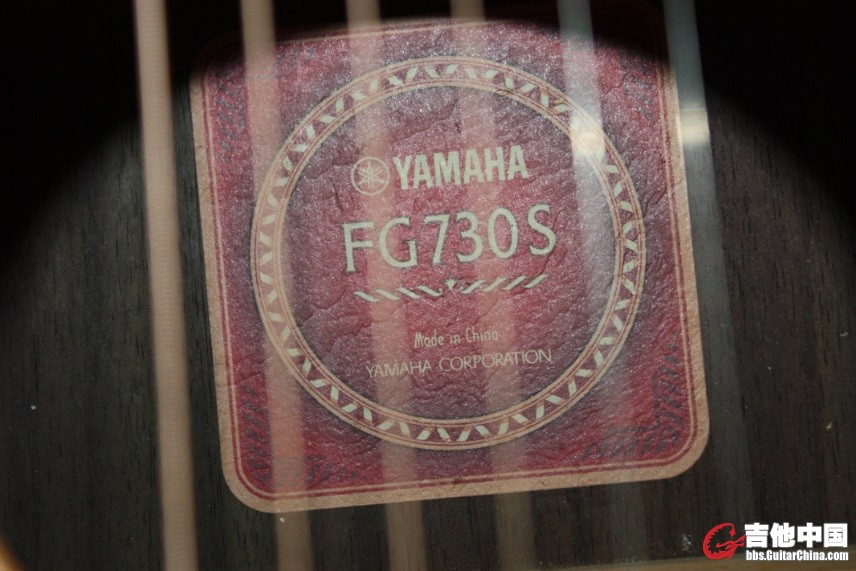 YAMAHA
FG730S
Made in China
YAMAHA CORPORATION
吉他中国
bbs.GuitarChina.com